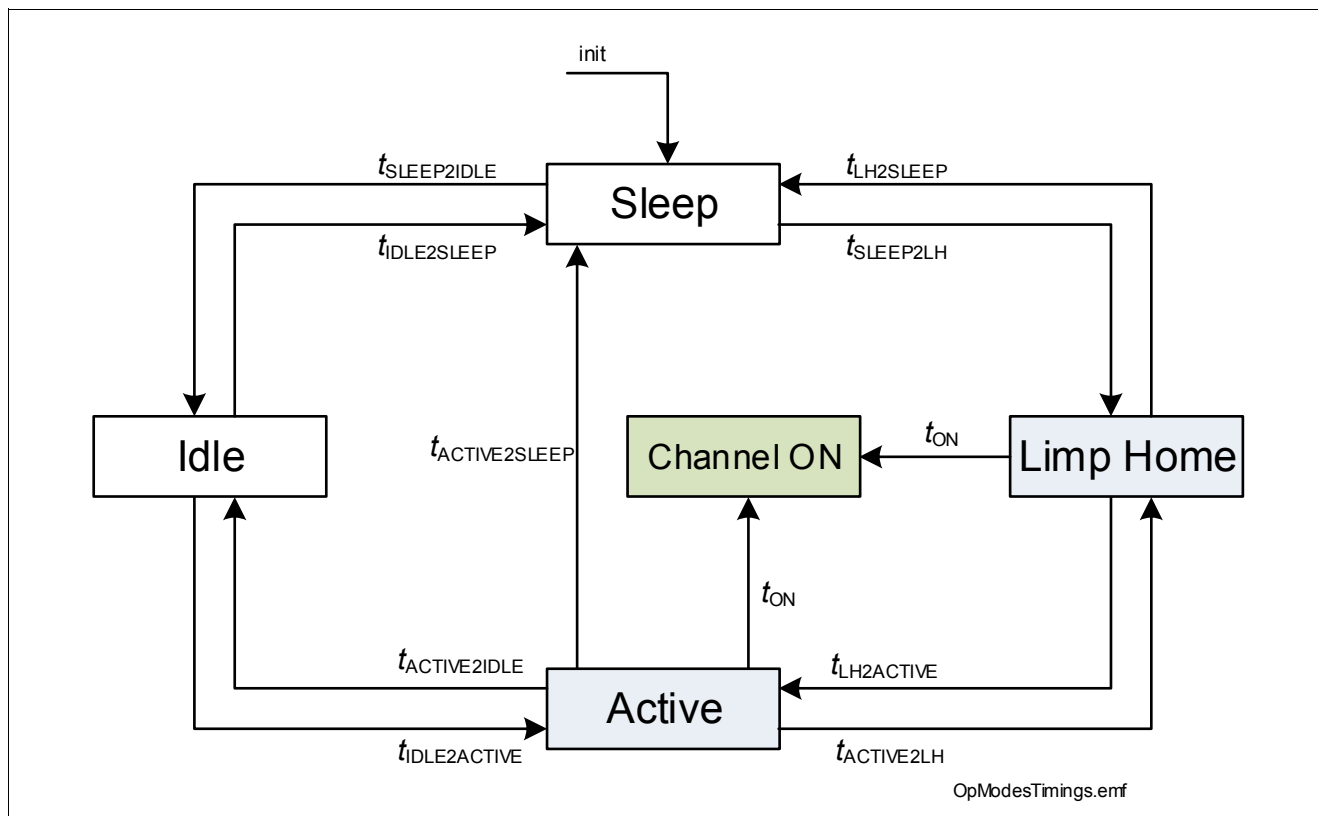 init
tSLEEP2IDLE
tLH2SLEEP
Sleep
tIDLE2SLEEP
tSLEEP2LH
Idle
tACTIVE2SLEEP
Channel ON
tON
Limp Home
tON
tACTIVE2IDLE
tLH2ACTIVE
Active
tIDLE2ACTIVE
tACTIVE2LH
OpModesTimings.emf